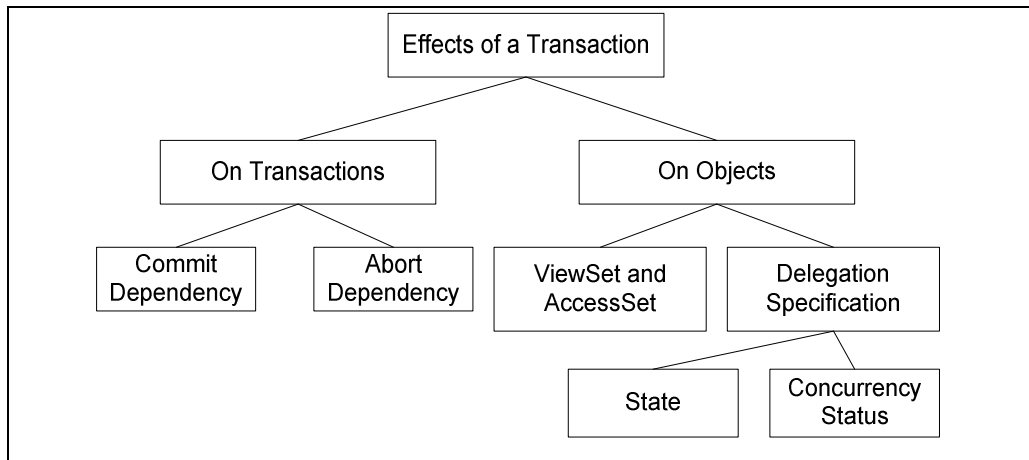 Effects of a Transaction
On Transactions
On Objects
Commit
Dependency
Abort
Dependency
ViewSet and
AccessSet
Delegation
Specification
State
Concurrency
Status